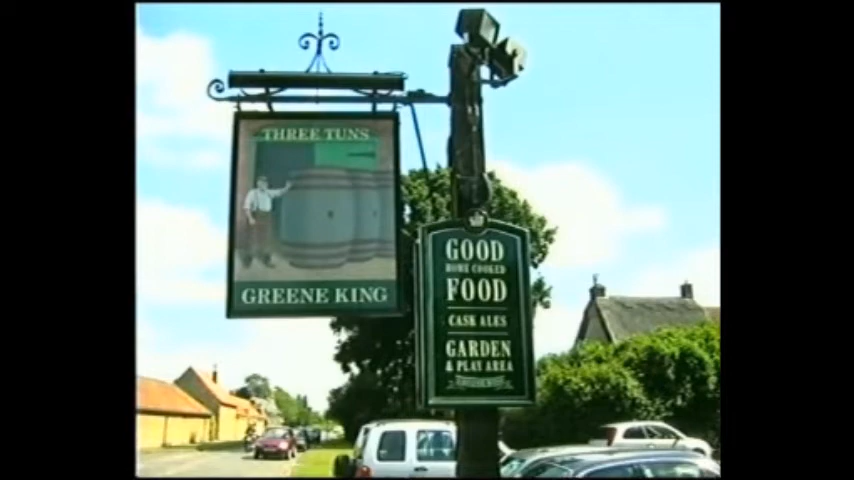 THREE TUNS
GREENE KING
GOOD
HOME COOKED
FOOD
CASK ALES
GARDEN
& PLAY AREA